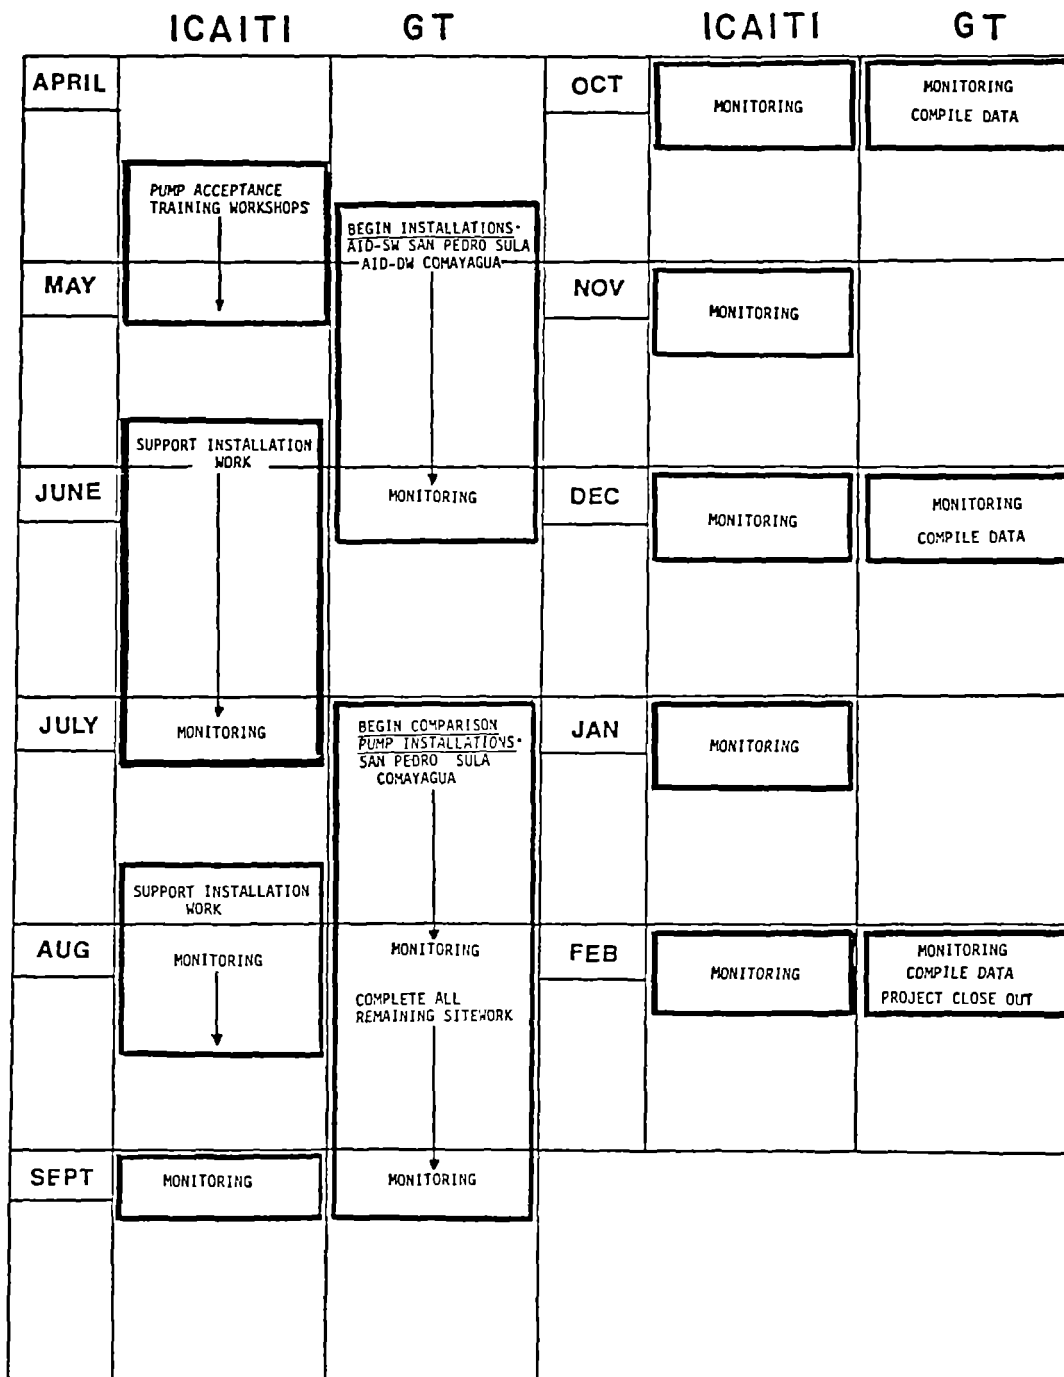 ICAITI GT ICAITI GT
APRIL
PUMP ACCEPTANCE
TRAINING WORKSHOPS
BEGIN INSTALLATIONS-
AID-SW SAN PEDRO SULA
AID-DW COMAYAGUA
MAY
SUPPORT INSTALLATION
WORK
JUNE
MONITORING
JULY
MONITORING
BEGIN COMPARISON
PUMP INSTALLATIONS-
SAN PEDRO SULA
COMAYAGUA
SUPPORT INSTALLATION
WORK
AUG
MONITORING
MONITORING
COMPLETE ALL
REMAINING SITEWORK
SEPT
MONITORING
MONITORING
OCT
MONITORING
MONITORING
COMPILE DATA
NOV
MONITORING
DEC
MONITORING
MONITORING
COMPILE DATA
JAN
MONITORING
FEB
MONITORING
MONITORING
COMPILE DATA
PROJECT CLOSE OUT